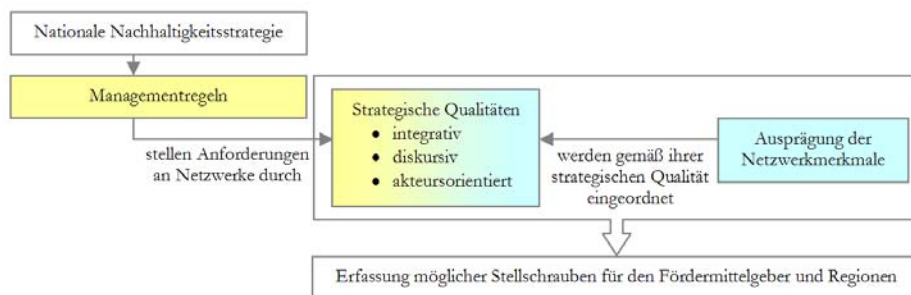 Nationale Nachhaltigkeitsstrategie
Managementregeln
stellen Anforderungen
an Netzwerke durch
Strategische Qualitäten
● integrativ
● diskursiv
● akteursorientiert
werden gemäß ihrer
strategischen Qualität
eingeordnet
Ausprägung der
Netzwerkmerkmale
Erfassung möglicher Stellschrauben für den Fördermittelgeber und Regionen